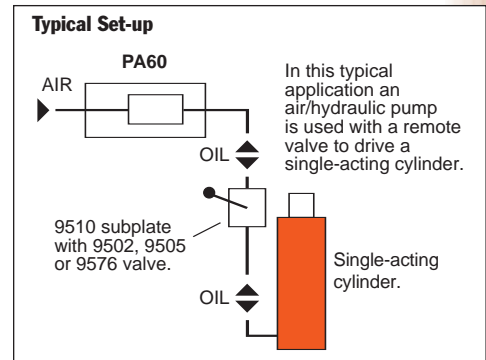 Typical Set-up
PA60
AIR
In this typical
application an
air/hydraulic pump
is used with a remote
valve to drive a
single-acting cylinder.
OIL
9510 subplate
with 9502, 9505
or 9576 valve.
Single-acting
cylinder.
OIL